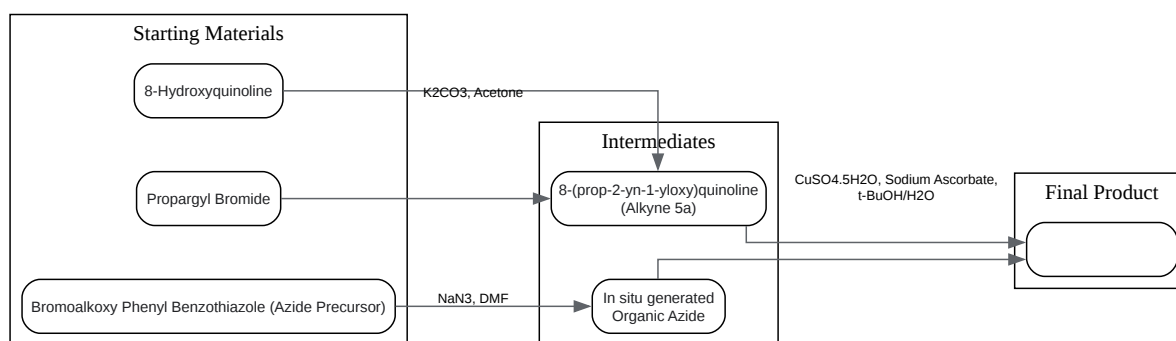 Starting Materials
8-Hydroxyquinoline
K2CO3, Acetone
Propargyl Bromide
Intermediates
8-(prop-2-yn-1-yloxy)quinoline
(Alkyne 5a)
CuSO4.5H2O, Sodium Ascorbate,
t-BuOH/H2O
Final Product
Bromoalkoxy Phenyl Benzothiazole (Azide Precursor)
NaN3, DMF
In situ generated
Organic Azide